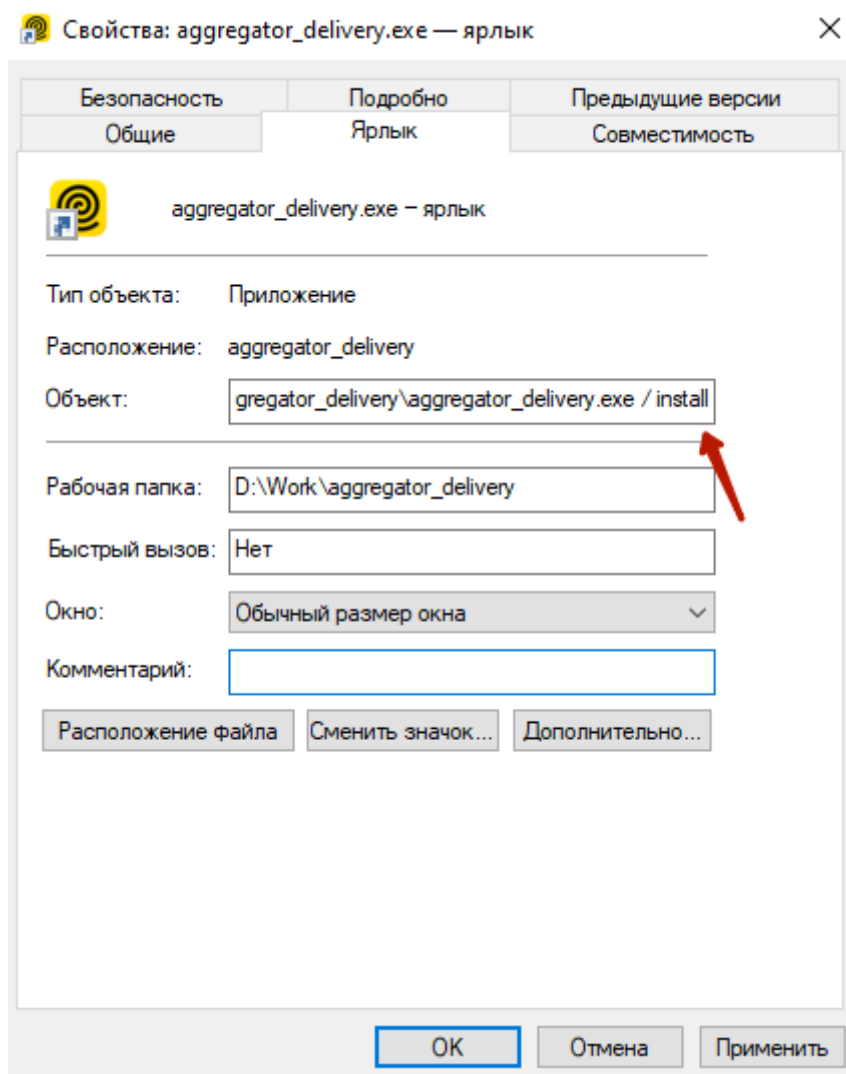 Свойства: aggregator_delivery.exe — ярлык
Безопасность Подробно Предыдущие версии
Общие Ярлык Совместимость
aggregator_delivery.exe – ярлык
Тип объекта: Приложение
Расположение: aggregator_delivery
Объект: gregator_delivery\aggregator_delivery.exe / install
Рабочая папка: D:\Work\aggregator_delivery
Быстрый вызов: Нет
Окно: Обычный размер окна
Комментарий:
Расположение файла Сменить значок... Дополнительно...
OK Отмена Применить